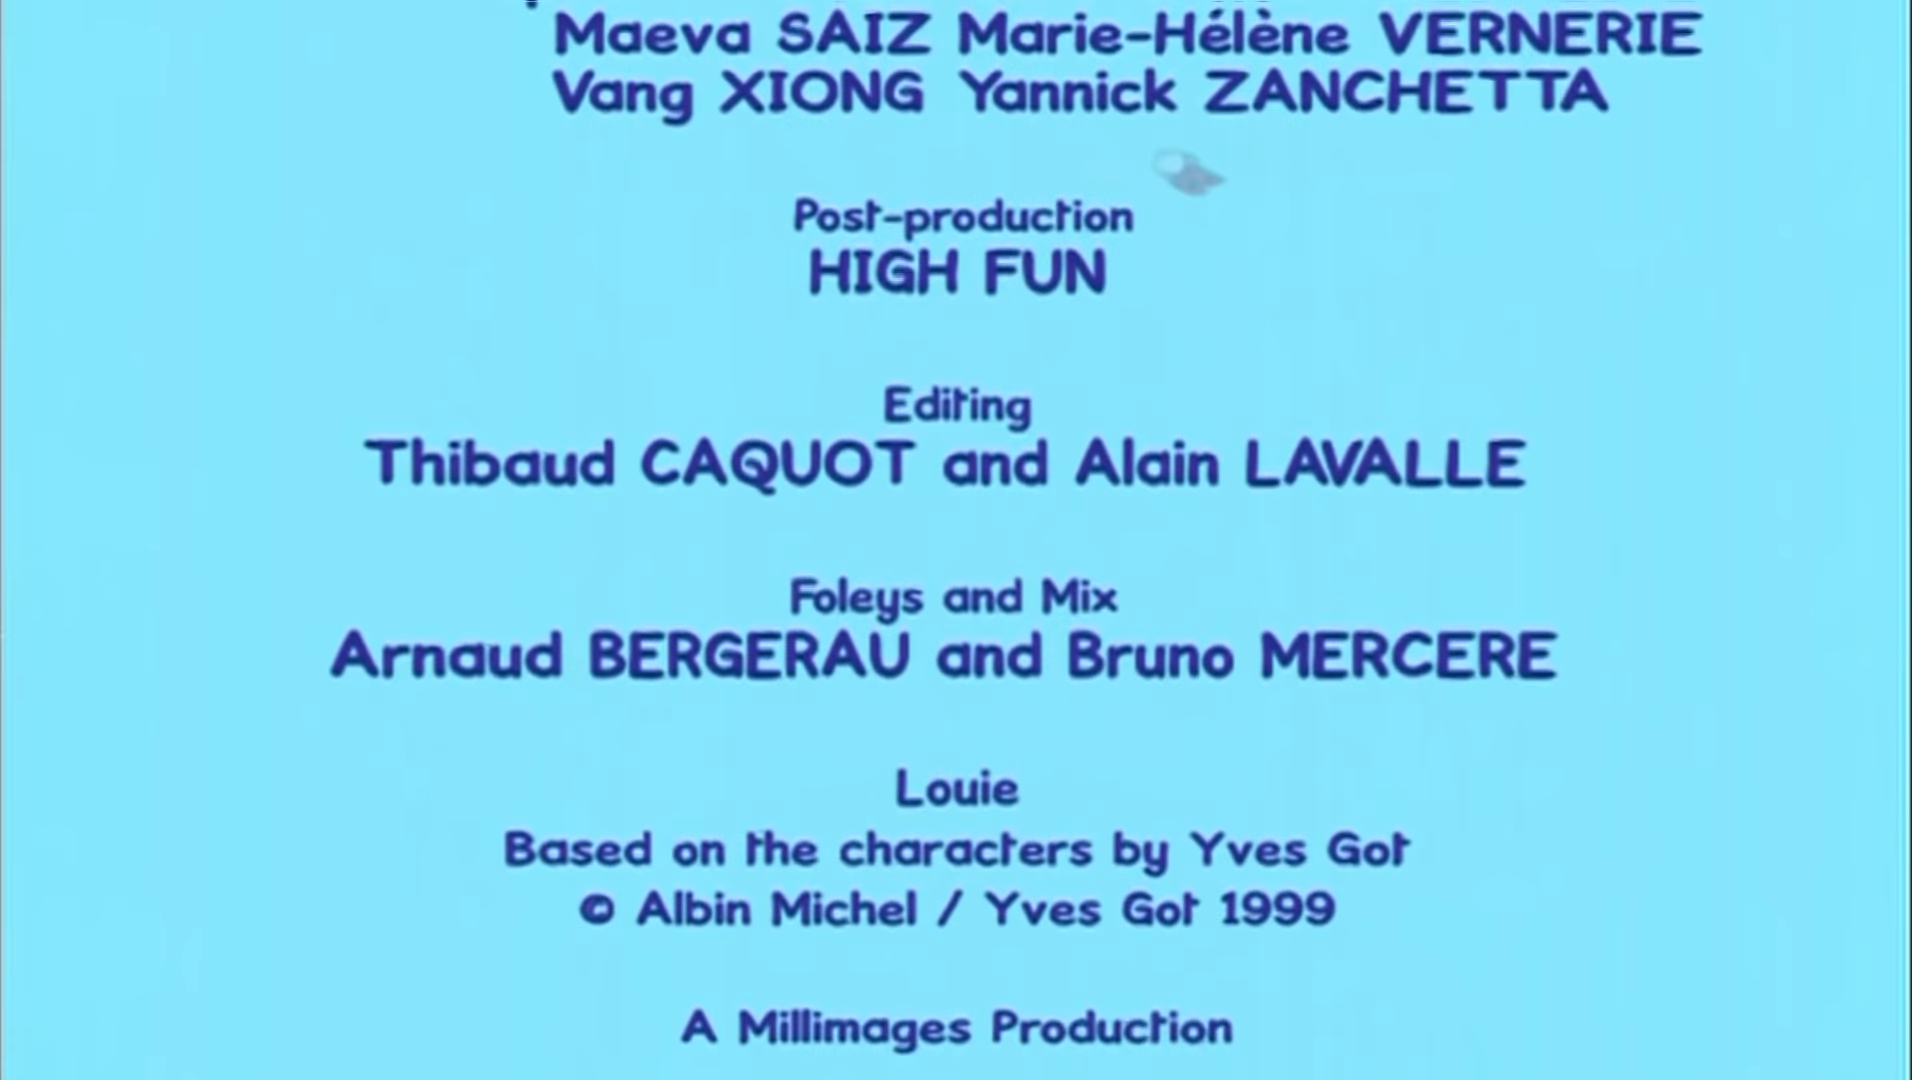 Maeva SAIZ Marie-Hélène VERNERIE
Vang XIONG Yannick ZANCHETTA
Post-production
HIGH FUN
Editing
Thibaud CAQUOT and Alain LAVALLE
Foleys and Mix
Arnaud BERGERAU and Bruno MERCERE
Louie
Based on the characters by Yves Got
© Albin Michel / Yves Got 1999
A Millimages Production